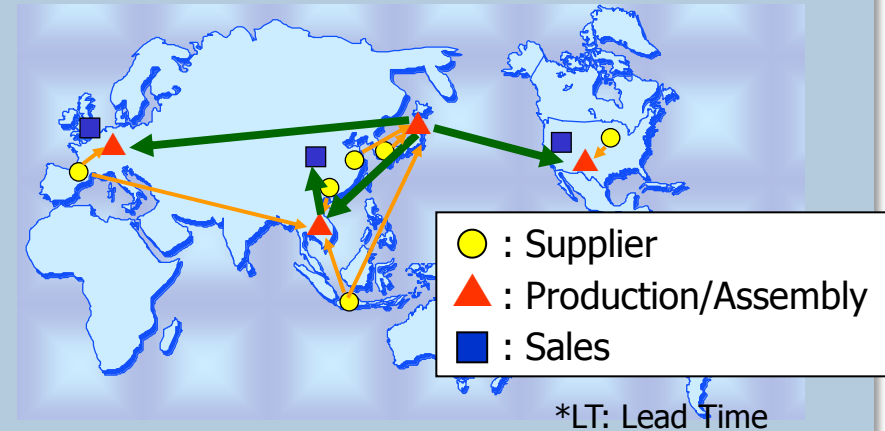 : Supplier
: Production/Assembly
: Sales
*LT: Lead Time